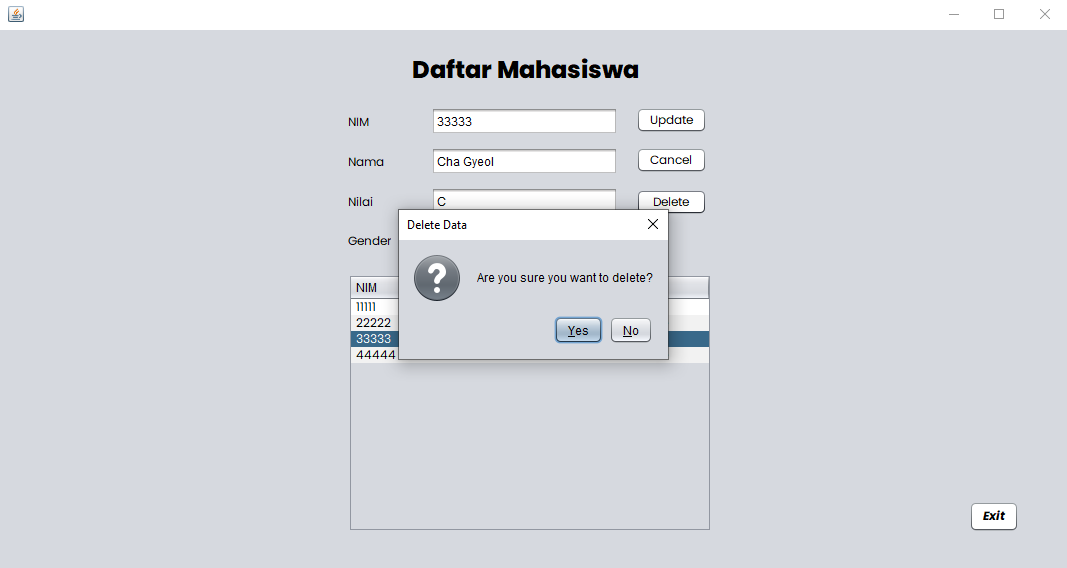 Daftar Mahasiswa
NIM 33333 Update
Nama Cha Gyeol Cancel
Nilai C Delete
Gender
Delete Data
Are you sure you want to delete?
Yes No
NIM
11111
22222
33333
44444
Exit